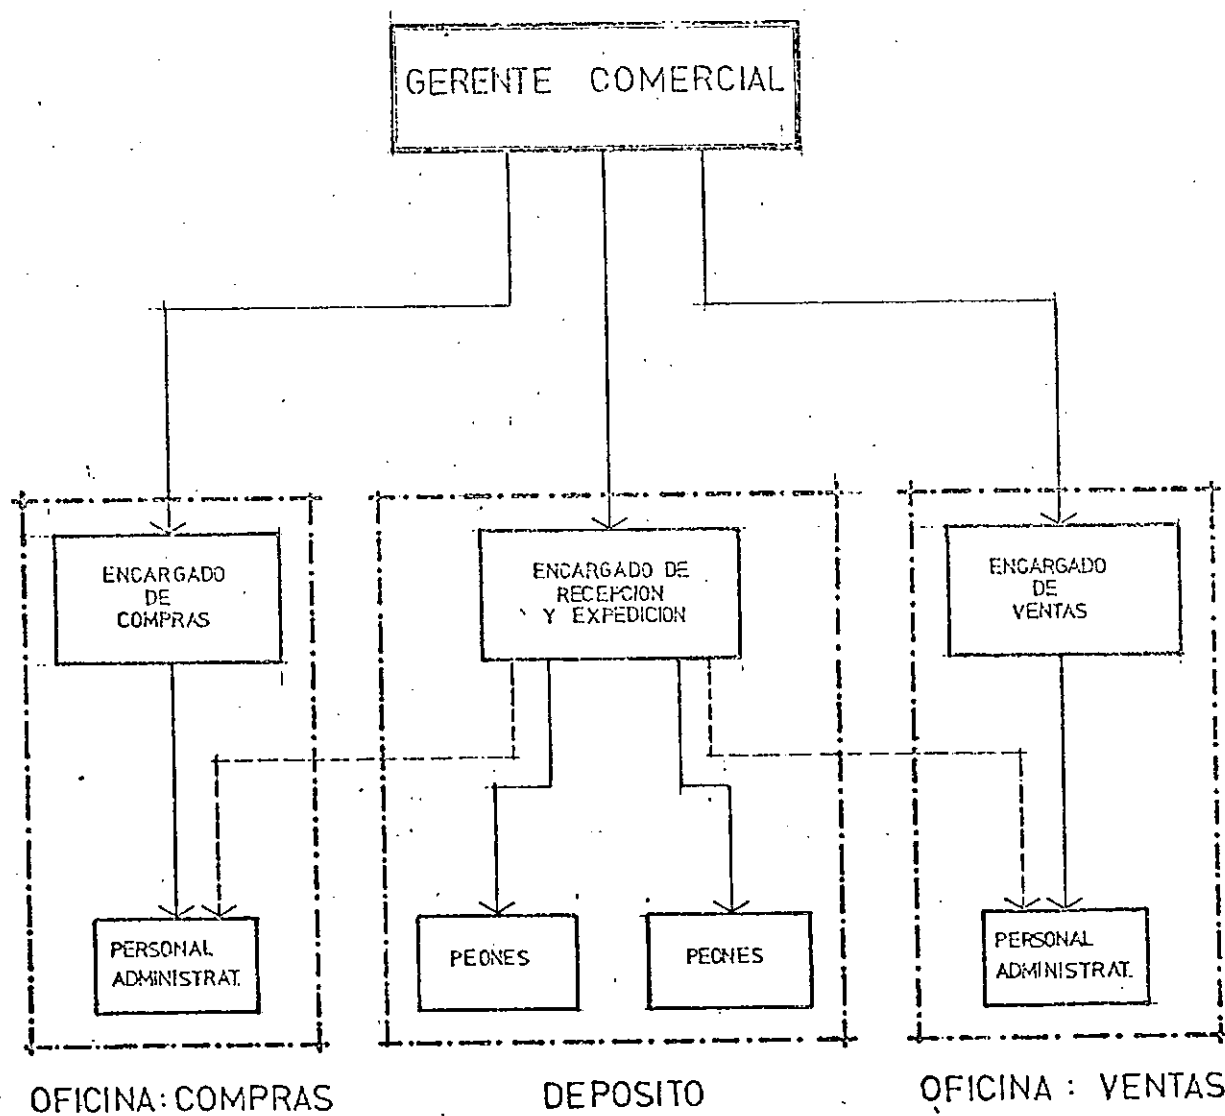 GERENTE COMERCIAL
ENCARGADO
DE
COMPRAS
ENCARGADO DE
RECEPCION
Y EXPEDICION
ENCARGADO
DE
VENTAS
PERSONAL
ADMINISTRAT.
PEONES
PEONES
PERSONAL
ADMINISTRAT.
OFICINA: COMPRAS
DEPOSITO
OFICINA : VENTAS